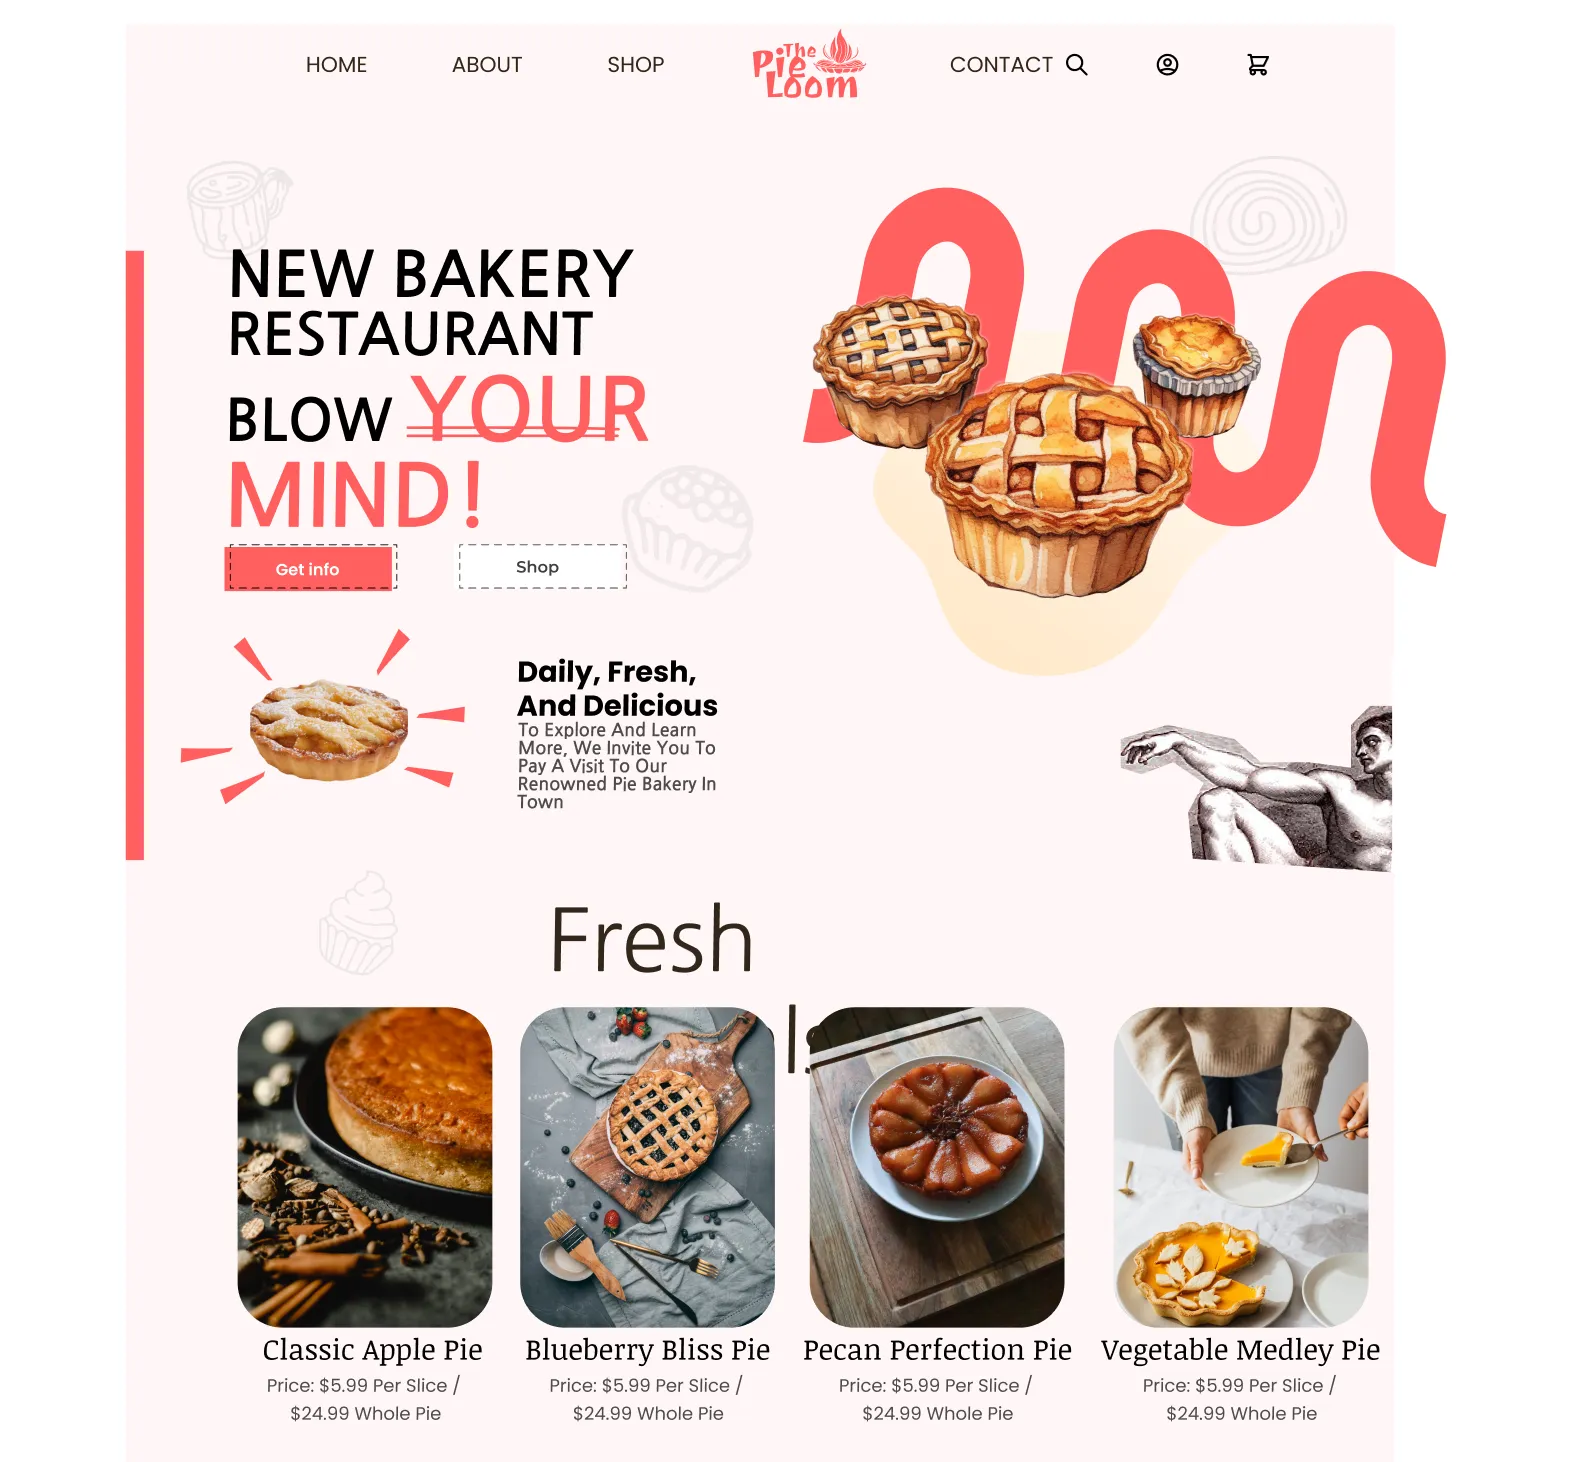 HOME ABOUT SHOP The Pie Loom CONTACT
NEW BAKERY
RESTAURANT
BLOW YOUR
MIND!
Get info Shop
Daily, Fresh,
And Delicious
To Explore And Learn
More, We Invite You To
Pay A Visit To Our
Renowned Pie Bakery In
Town
Fresh
Classic Apple Pie
Price: $5.99 Per Slice /
$24.99 Whole Pie
Blueberry Bliss Pie
Price: $5.99 Per Slice /
$24.99 Whole Pie
Pecan Perfection Pie
Price: $5.99 Per Slice /
$24.99 Whole Pie
Vegetable Medley Pie
Price: $5.99 Per Slice /
$24.99 Whole Pie